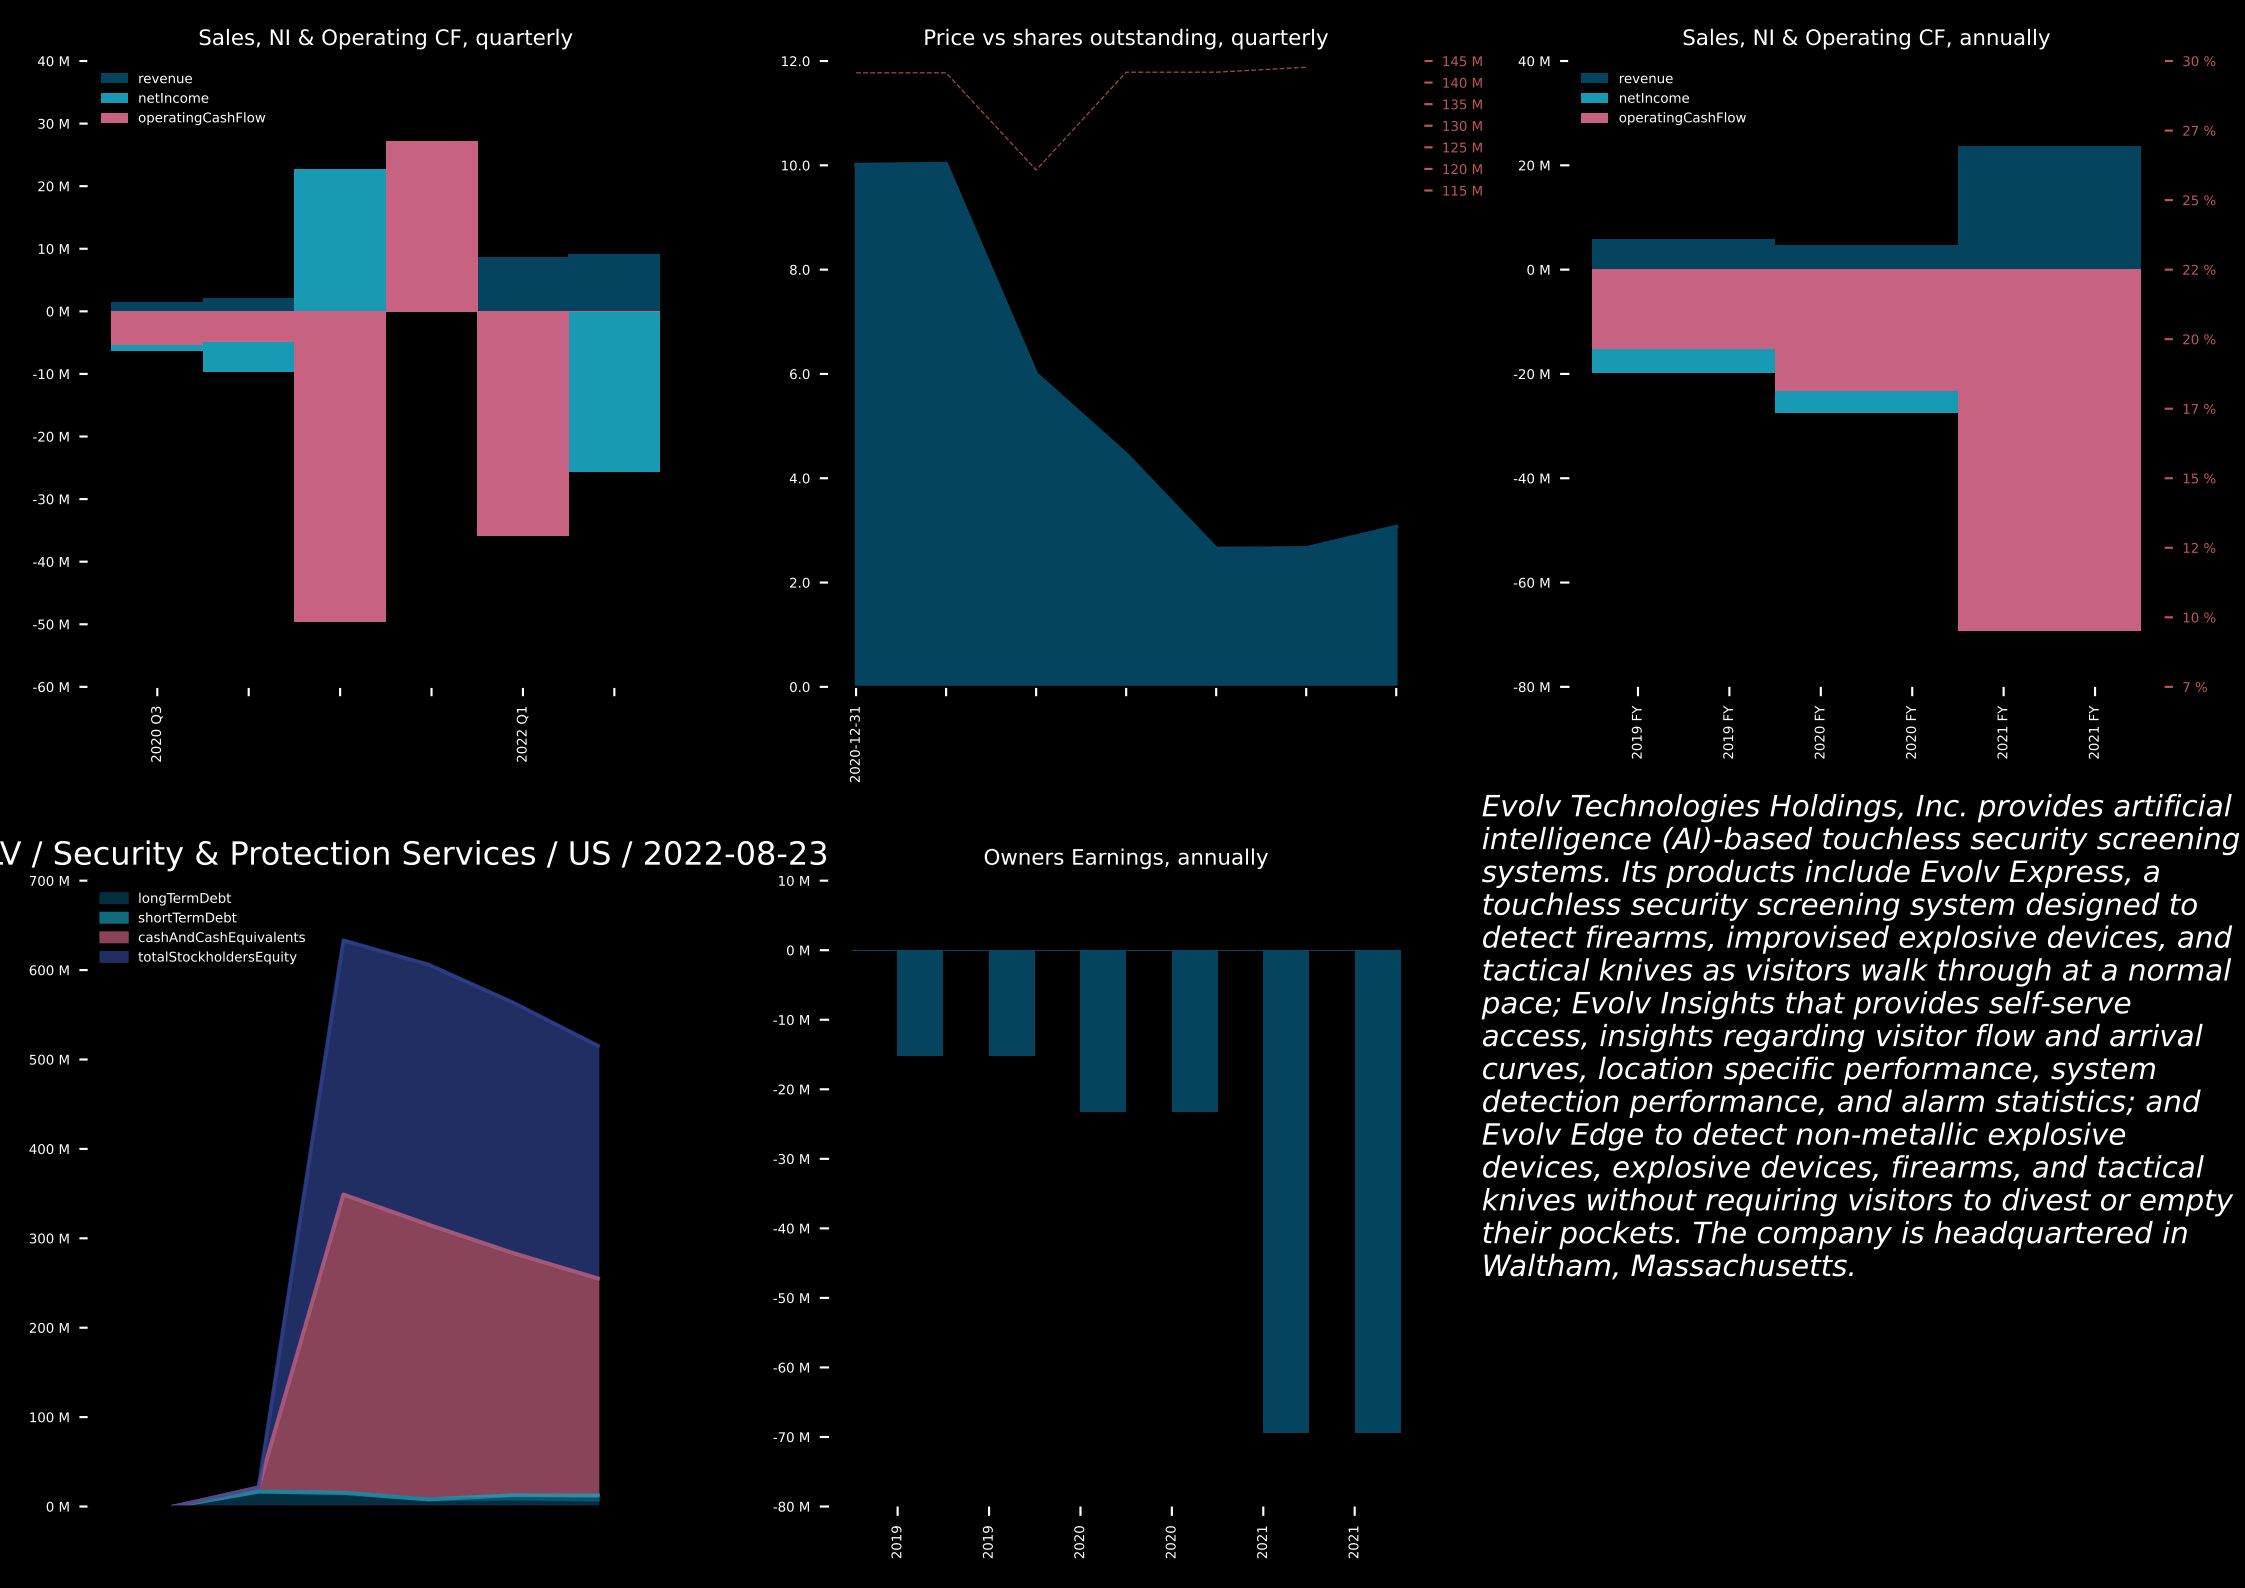 Sales, NI & Operating CF, quarterly
40 M
30 M
20 M
10 M
0 M
-10 M
-20 M
-30 M
-40 M
-50 M
-60 M
revenue
netIncome
operatingCashFlow
2020 Q3
2022 Q1
Price vs shares outstanding, quarterly
12.0
10.0
8.0
6.0
4.0
2.0
0.0
145 M
140 M
135 M
130 M
125 M
120 M
115 M
2020-12-31
Sales, NI & Operating CF, annually
40 M
20 M
0 M
-20 M
-40 M
-60 M
-80 M
revenue
netIncome
operatingCashFlow
30 %
27 %
25 %
22 %
20 %
17 %
15 %
12 %
10 %
7 %
2019 FY
2019 FY
2020 FY
2020 FY
2021 FY
2021 FY
LV / Security & Protection Services / US / 2022-08-23
700 M
600 M
500 M
400 M
300 M
200 M
100 M
0 M
longTermDebt
shortTermDebt
cashAndCashEquivalents
totalStockholdersEquity
Owners Earnings, annually
10 M
0 M
-10 M
-20 M
-30 M
-40 M
-50 M
-60 M
-70 M
-80 M
2019
2019
2020
2020
2021
2021
Evolv Technologies Holdings, Inc. provides artificial
intelligence (AI)-based touchless security screening
systems. Its products include Evolv Express, a
touchless security screening system designed to
detect firearms, improvised explosive devices, and
tactical knives as visitors walk through at a normal
pace; Evolv Insights that provides self-serve
access, insights regarding visitor flow and arrival
curves, location specific performance, system
detection performance, and alarm statistics; and
Evolv Edge to detect non-metallic explosive
devices, explosive devices, firearms, and tactical
knives without requiring visitors to divest or empty
their pockets. The company is headquartered in
Waltham, Massachusetts.